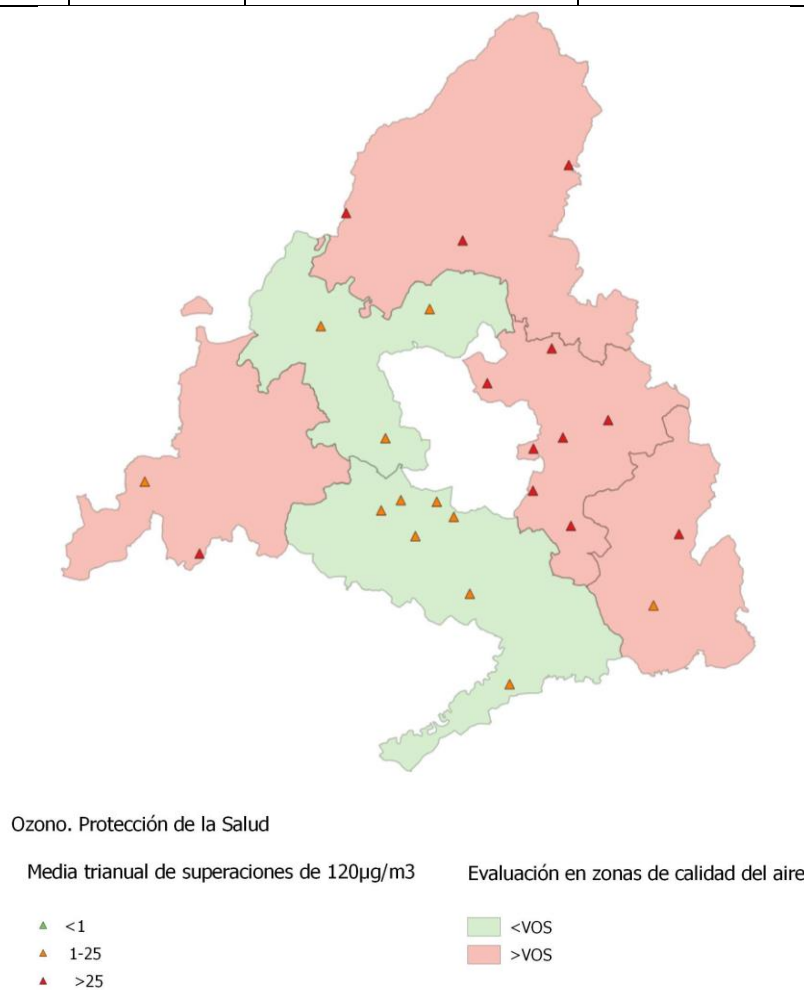 Ozono. Protección de la Salud
Media trianual de superaciones de 120µg/m3
Evaluación en zonas de calidad del aire
<1
1-25
>25
<VOS
>VOS